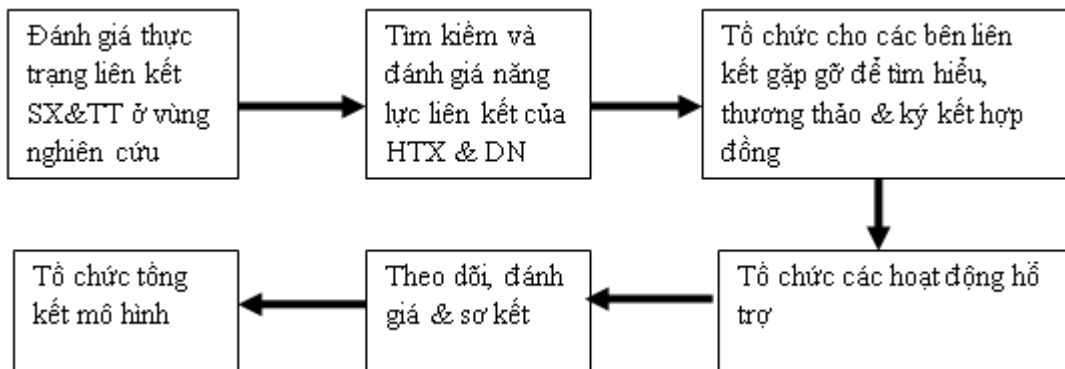 Đánh giá thực
trạng liên kết
SX&TT ở vùng
nghiên cứu
Tìm kiếm và
đánh giá năng
lực liên kết của
HTX & DN
Tổ chức cho các bên liên
kết gặp gỡ để tìm hiểu,
thương thảo & ký kết hợp
đồng
Tổ chức các hoạt động hổ
trợ
Theo dõi, đánh
giá & sơ kết
Tổ chức tổng
kết mô hình